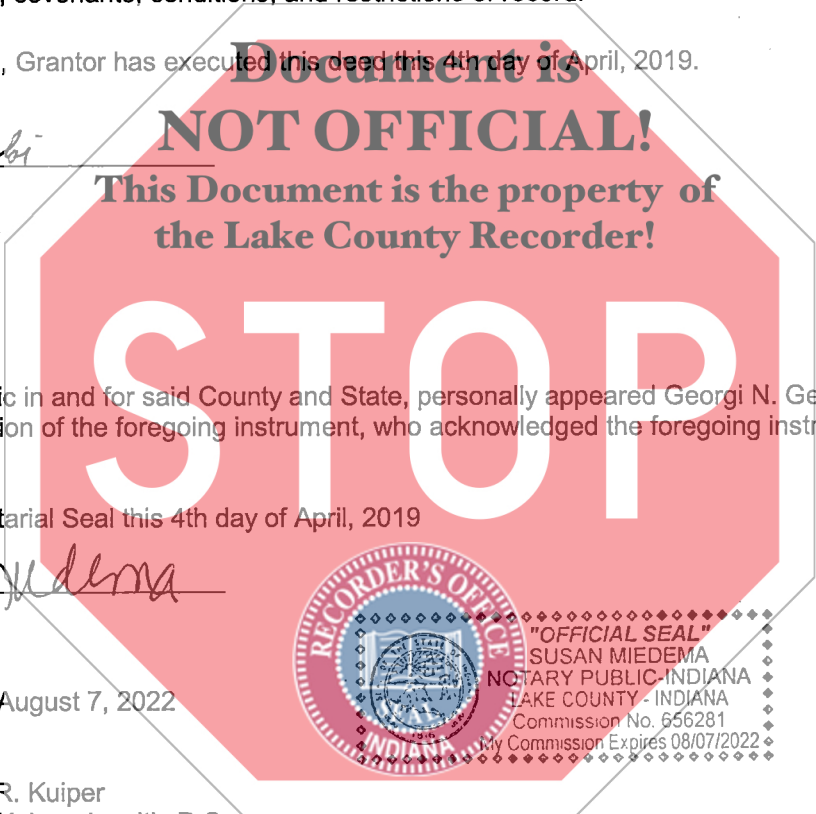 , covenants, conditions, and restrictions of record.
, Grantor has executed this deed this 4th day of April, 2019.
Document is
NOT OFFICIAL!
This Document is the property of
the Lake County Recorder!
STOP
ic in and for said County and State, personally appeared Georgi N. Ge
ion of the foregoing instrument, who acknowledged the foregoing instr
tarial Seal this 4th day of April, 2019
edema
RECORDER'S OFFICE
SEAL
INDIANA
"OFFICIAL SEAL"
SUSAN MIEDEMA
NOTARY PUBLIC-INDIANA
LAKE COUNTY - INDIANA
Commission No. 656281
My Commission Expires 08/07/2022
August 7, 2022
R. Kuiper